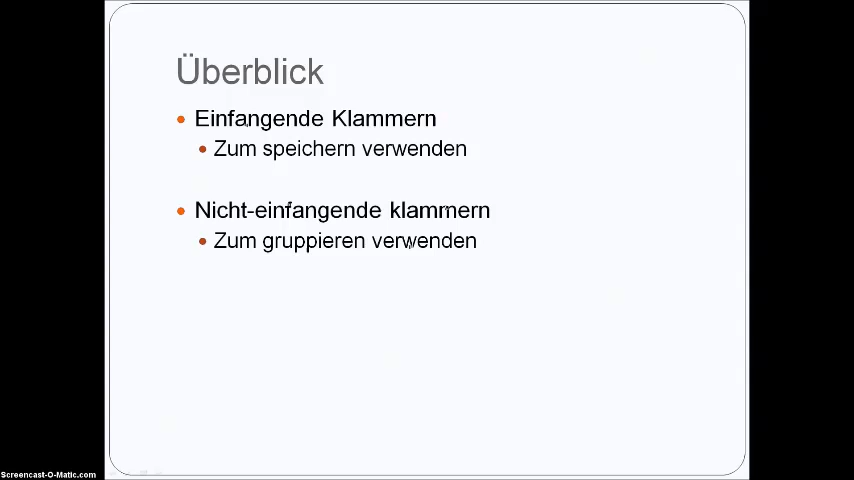 Überblick
Einfangende Klammern
Zum speichern verwenden
Nicht-einfangende klammern
Zum gruppieren verwenden
Screencast-O-Matic.com